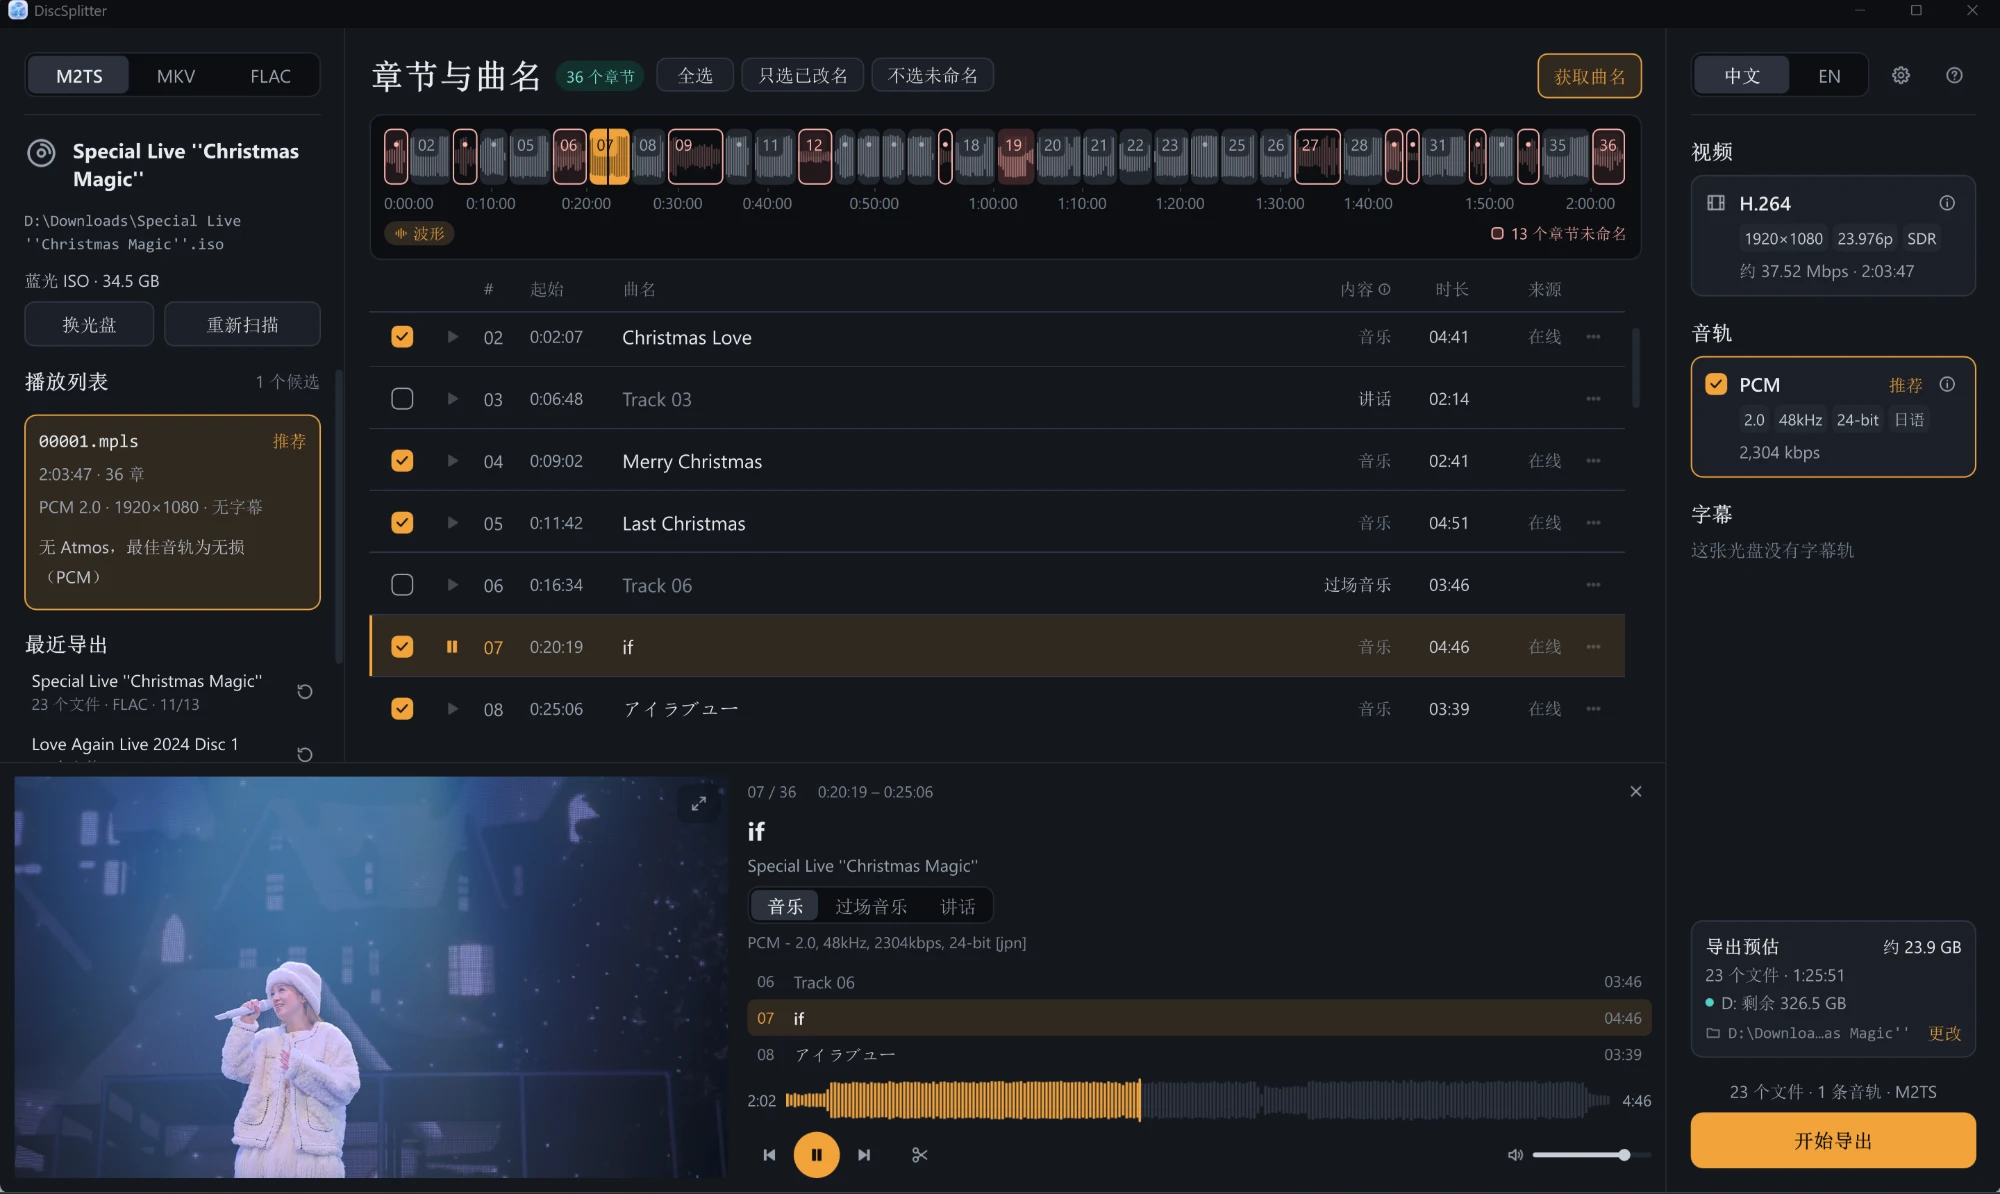 DiscSplitter
M2TS
MKV
FLAC
Special Live ''Christmas
Magic''
D:\Downloads\Special Live
''Christmas Magic''.iso
蓝光 ISO · 34.5 GB
换光盘
重新扫描
播放列表
1 个候选
00001.mpls
推荐
2:03:47 · 36 章
PCM 2.0 · 1920×1080 · 无字幕
无 Atmos，最佳音轨为无损
（PCM）
最近导出
Special Live ''Christmas Magic''
23 个文件 · FLAC · 11/13
Love Again Live 2024 Disc 1
章节与曲名
36 个章节
全选
只选已改名
不选未命名
获取曲名
02 05 06 07 08 09 11 12 18 19 20 21 22 23 25 26 27 28 31 35 36
0:00:00 0:10:00 0:20:00 0:30:00 0:40:00 0:50:00 1:00:00 1:10:00 1:20:00 1:30:00 1:40:00 1:50:00 2:00:00
波形
13 个章节未命名
# 起始 曲名 内容 时长 来源
02 0:02:07 Christmas Love 音乐 04:41 在线
03 0:06:48 Track 03 讲话 02:14
04 0:09:02 Merry Christmas 音乐 02:41 在线
05 0:11:42 Last Christmas 音乐 04:51 在线
06 0:16:34 Track 06 过场音乐 03:46
07 0:20:19 if 音乐 04:46 在线
08 0:25:06 アイラブユー 音乐 03:39 在线
07 / 36 0:20:19 – 0:25:06
if
Special Live ''Christmas Magic''
音乐
过场音乐
讲话
PCM - 2.0, 48kHz, 2304kbps, 24-bit [jpn]
06 Track 06 03:46
07 if 04:46
08 アイラブユー 03:39
2:02
4:46
中文
EN
视频
H.264
1920×1080 23.976p SDR
约 37.52 Mbps · 2:03:47
音轨
PCM
推荐
2.0 48kHz 24-bit 日语
2,304 kbps
字幕
这张光盘没有字幕轨
导出预估
约 23.9 GB
23 个文件 · 1:25:51
D: 剩余 326.5 GB
D:\Downloa…as Magic''
更改
23 个文件 · 1 条音轨 · M2TS
开始导出